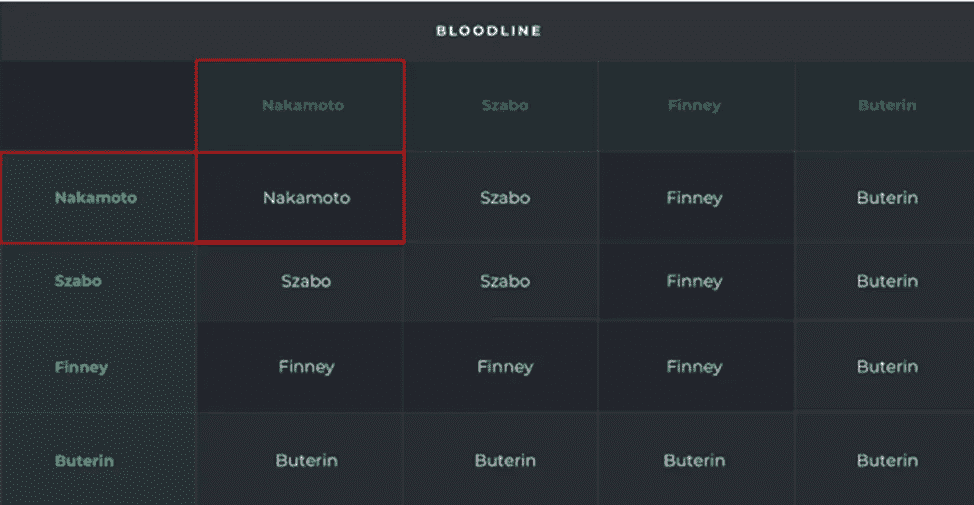 BLOODLINE
Nakamoto Szabo Finney Buterin
Nakamoto Nakamoto Szabo Finney Buterin
Szabo Szabo Szabo Finney Buterin
Finney Finney Finney Finney Buterin
Buterin Buterin Buterin Buterin Buterin